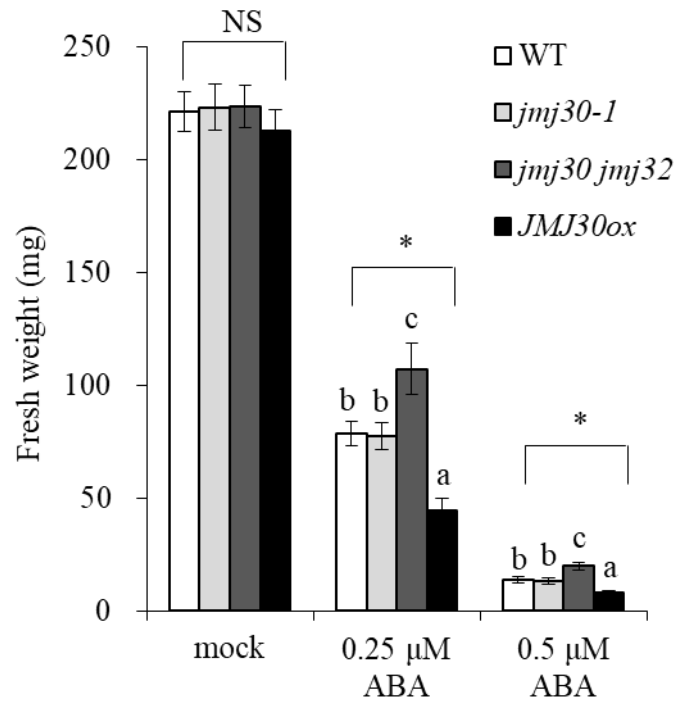 NS
250
200
150
100
50
0
Fresh weight (mg)
WT
jmj30-1
jmj30 jmj32
JMJ30ox
*
b
b
c
a
*
b
b
c
a
mock
0.25 μM
ABA
0.5 μM
ABA